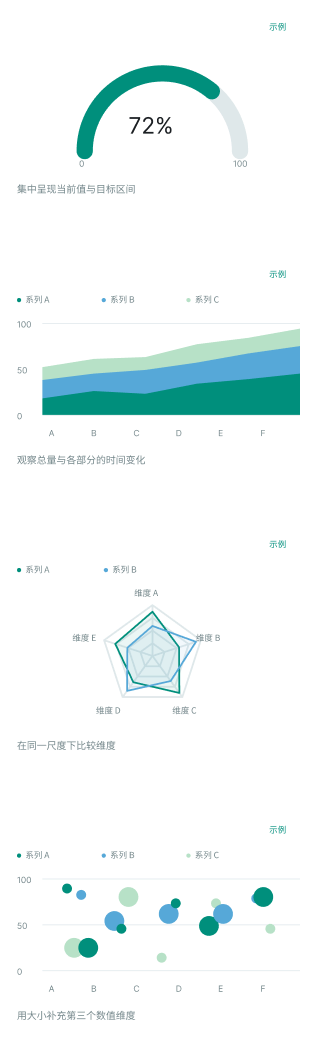 示例
72%
0
100
集中呈现当前值与目标区间
示例
系列 A 系列 B 系列 C
100
50
0
A B C D E F
观察总量与各部分的时间变化
示例
系列 A 系列 B
维度 A
维度 E 维度 B
维度 D 维度 C
在同一尺度下比较维度
示例
系列 A 系列 B 系列 C
100
50
0
A B C D E F
用大小补充第三个数值维度